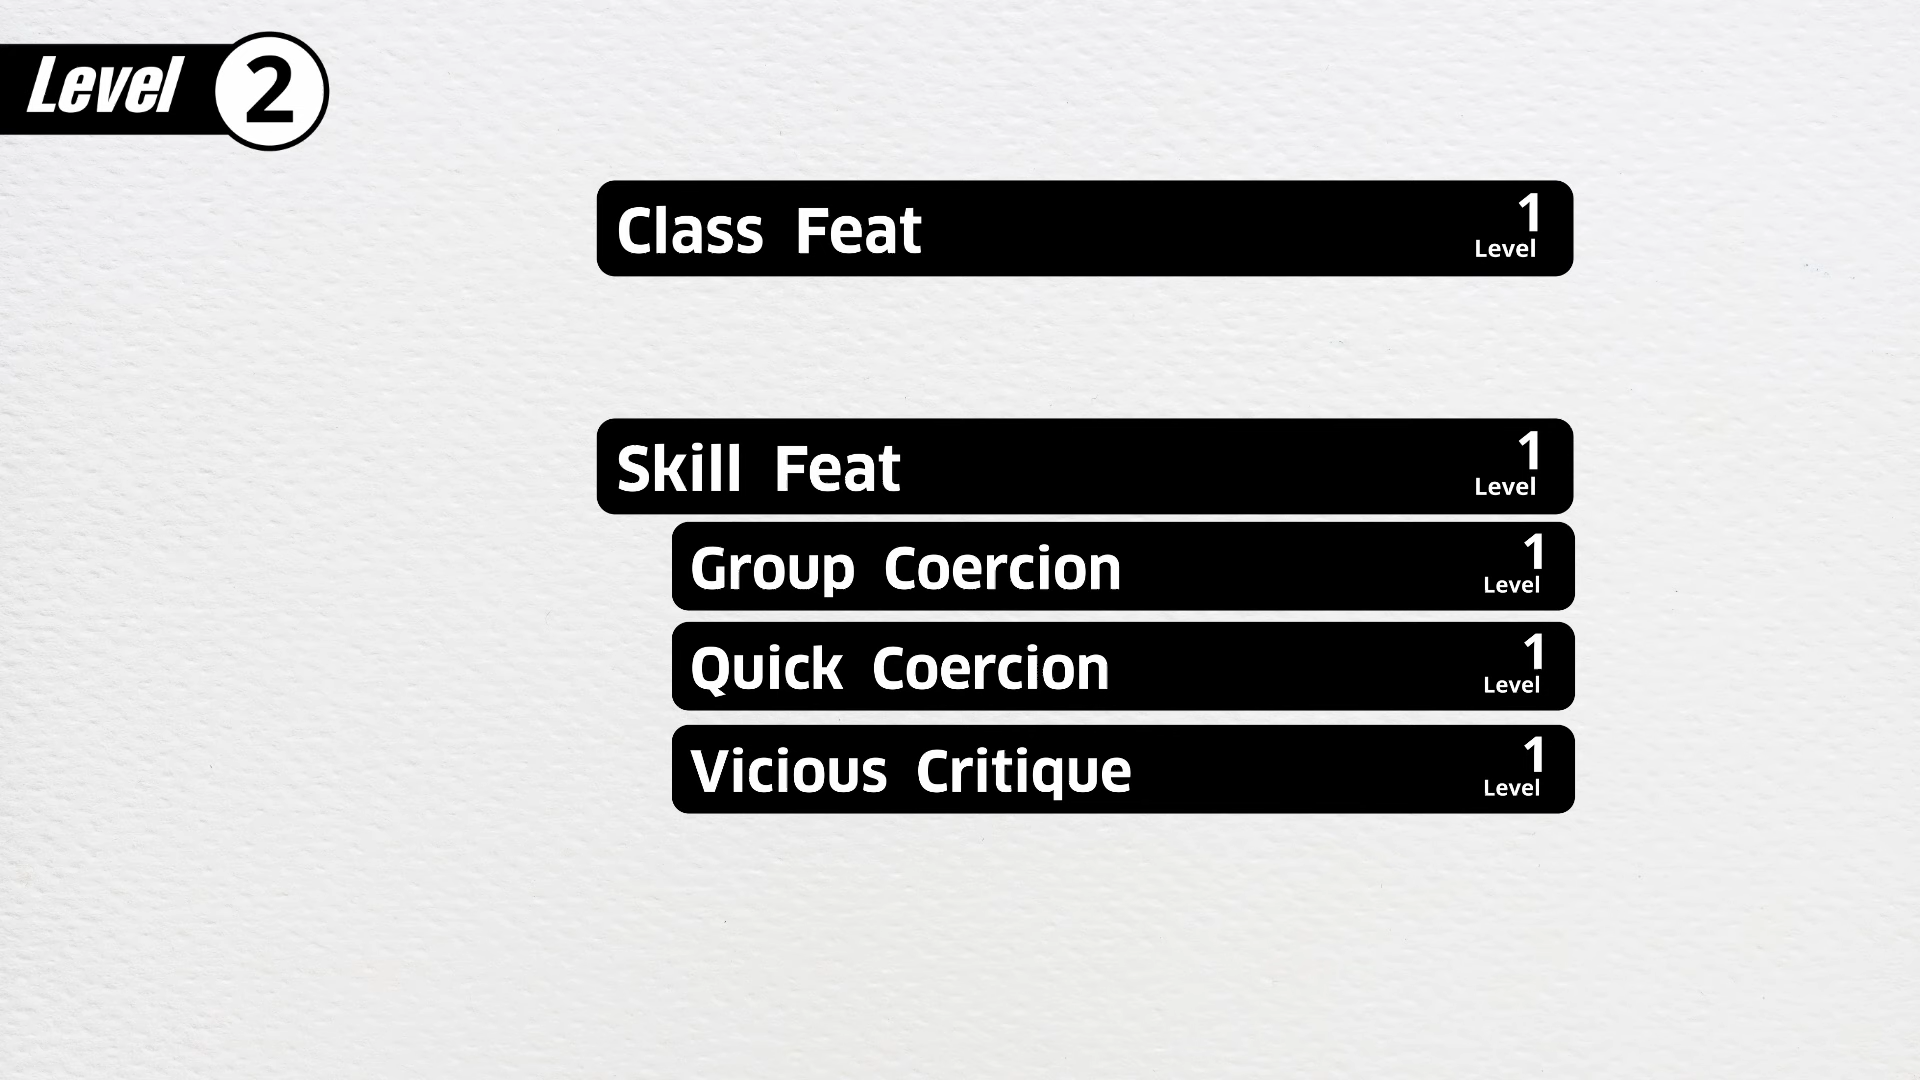 Level 2
Class Feat 1
Level
Skill Feat 1
Level
Group Coercion 1
Level
Quick Coercion 1
Level
Vicious Critique 1
Level